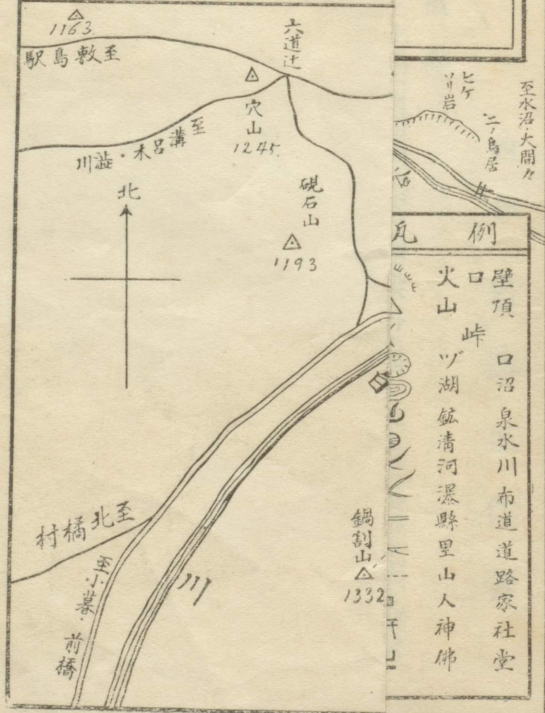 1163
至敷島駅
六道辻
穴山
1245
至溝呂木・澁川
北
硯石山
1193
鍋割山
1332
至北橘村
至小暮・前橋
川
至水沼・大間々
二ノ鳥居
七ケ
岩
凡例
壁頂 口沼泉水川布道道路家社堂
口峠
火山 湖鉱清河瀑縣里山人神佛